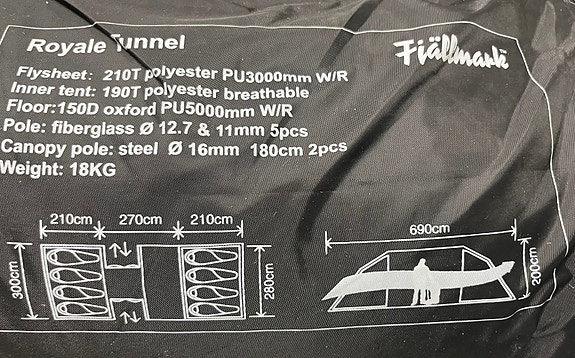 Royale Tunnel
Fjällmark
Flysheet: 210T polyester PU3000mm W/R
Inner tent: 190T polyester breathable
Floor:150D oxford PU5000mm W/R
Pole: fiberglass Ø 12.7 & 11mm 5pcs
Canopy pole: steel Ø 16mm 180cm 2pcs
Weight: 18KG
210cm 270cm 210cm
300cm
280cm
690cm
200cm